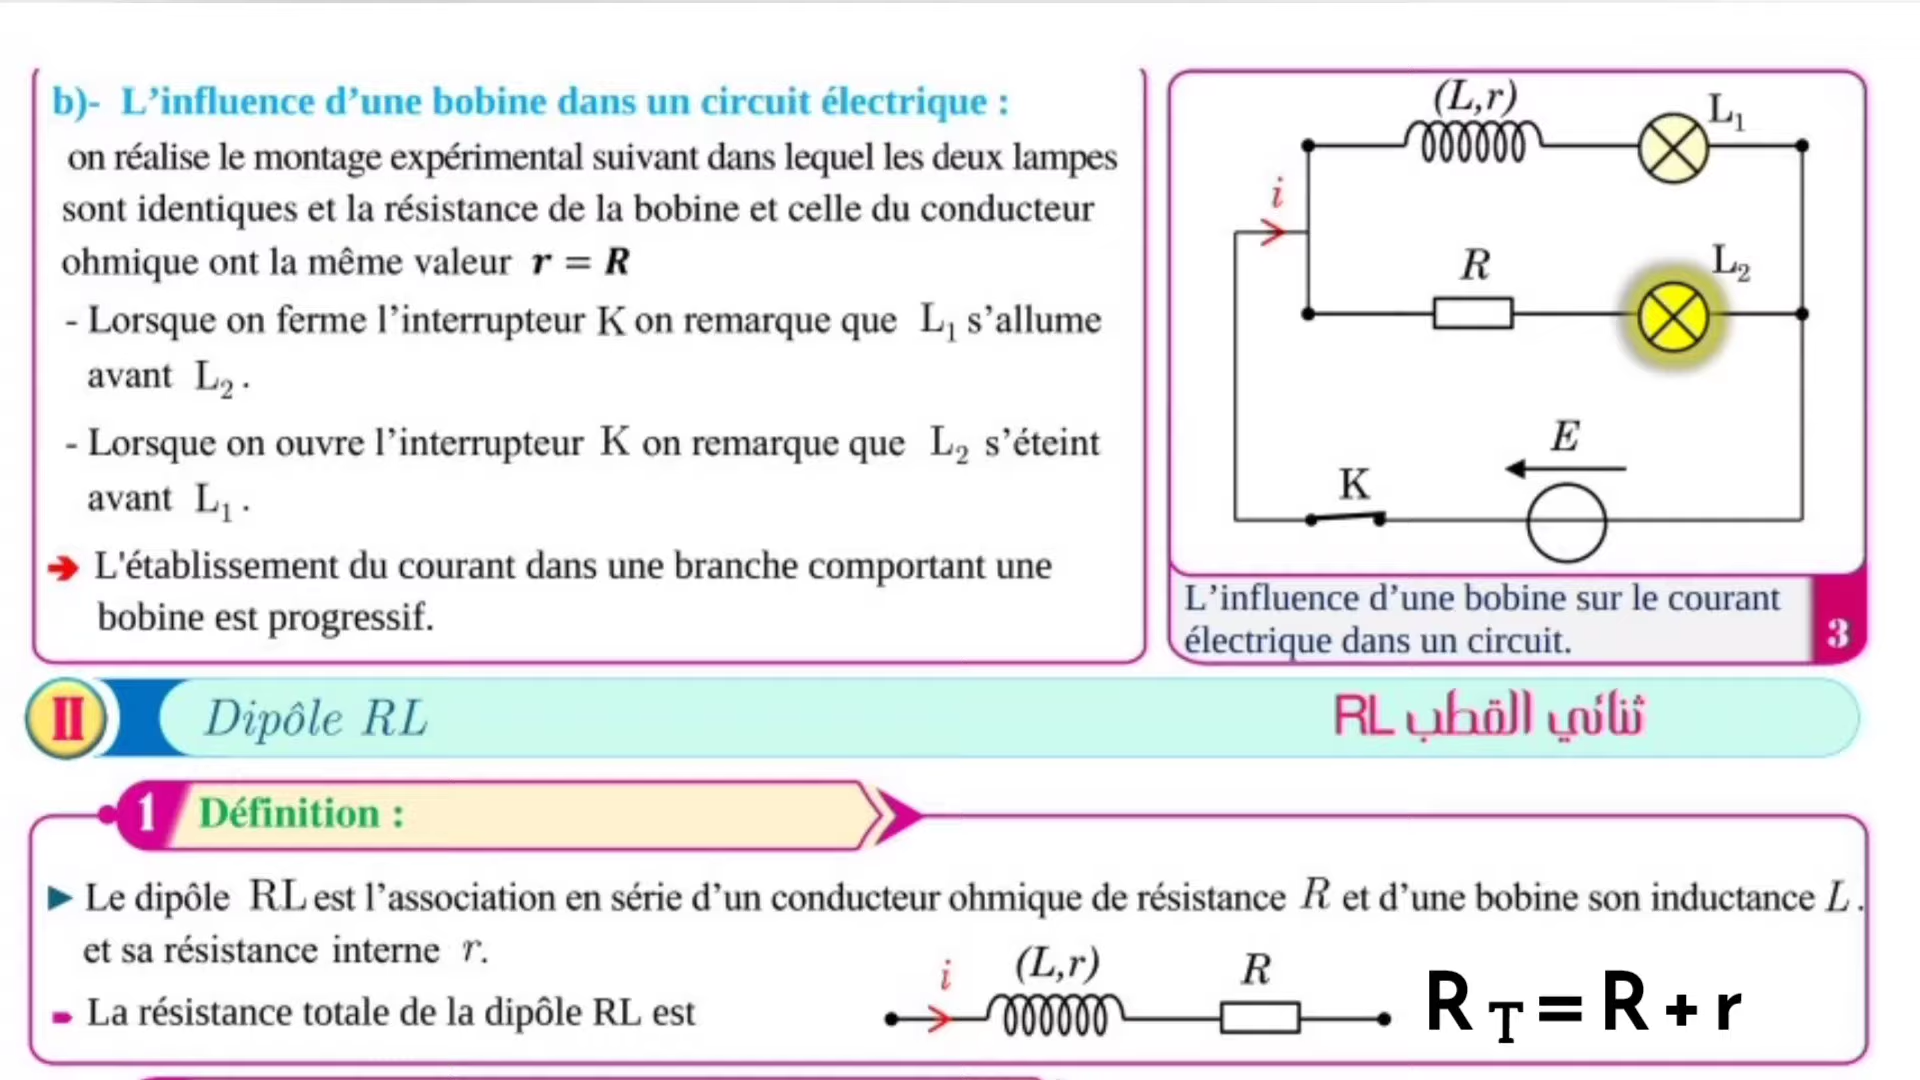 b)- L’influence d’une bobine dans un circuit électrique :
on réalise le montage expérimental suivant dans lequel les deux lampes
sont identiques et la résistance de la bobine et celle du conducteur
ohmique ont la même valeur r = R
- Lorsque on ferme l’interrupteur K on remarque que L₁ s’allume
avant L₂ .
- Lorsque on ouvre l’interrupteur K on remarque que L₂ s’éteint
avant L₁ .
➔ L'établissement du courant dans une branche comportant une
bobine est progressif.
(L,r)
L₁
i
R
L₂
E
K
L’influence d’une bobine sur le courant
électrique dans un circuit.
3
II
Dipôle RL
ثنائي القطب RL
1
Définition :
► Le dipôle RL est l’association en série d’un conducteur ohmique de résistance R et d’une bobine son inductance L .
et sa résistance interne r.
La résistance totale de la dipôle RL est
i
(L,r)
R
R T = R + r